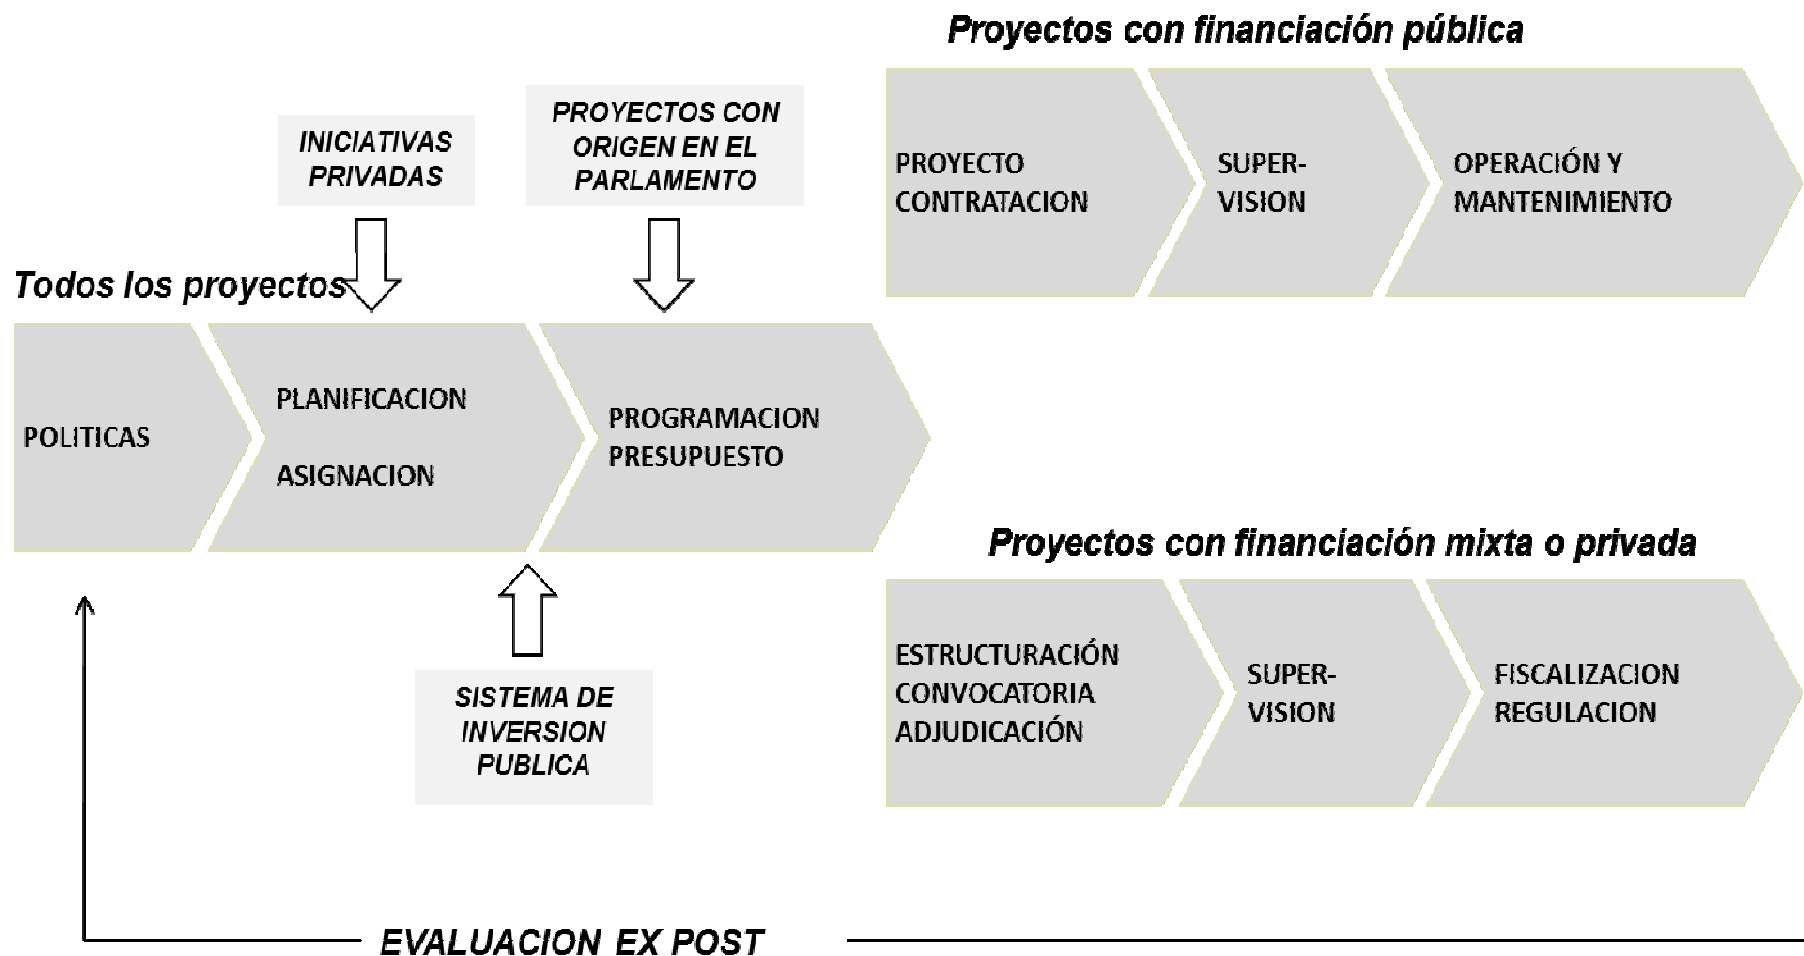 Proyectos con financiación pública
INICIATIVAS
PRIVADAS
PROYECTOS CON
ORIGEN EN EL
PARLAMENTO
PROYECTO
CONTRATACION
SUPER-
VISION
OPERACIÓN Y
MANTENIMIENTO
Todos los proyectos
POLITICAS
PLANIFICACION
ASIGNACION
PROGRAMACION
PRESUPUESTO
Proyectos con financiación mixta o privada
ESTRUCTURACIÓN
CONVOCATORIA
ADJUDICACIÓN
SUPER-
VISION
FISCALIZACION
REGULACION
SISTEMA DE
INVERSION
PUBLICA
EVALUACION EX POST